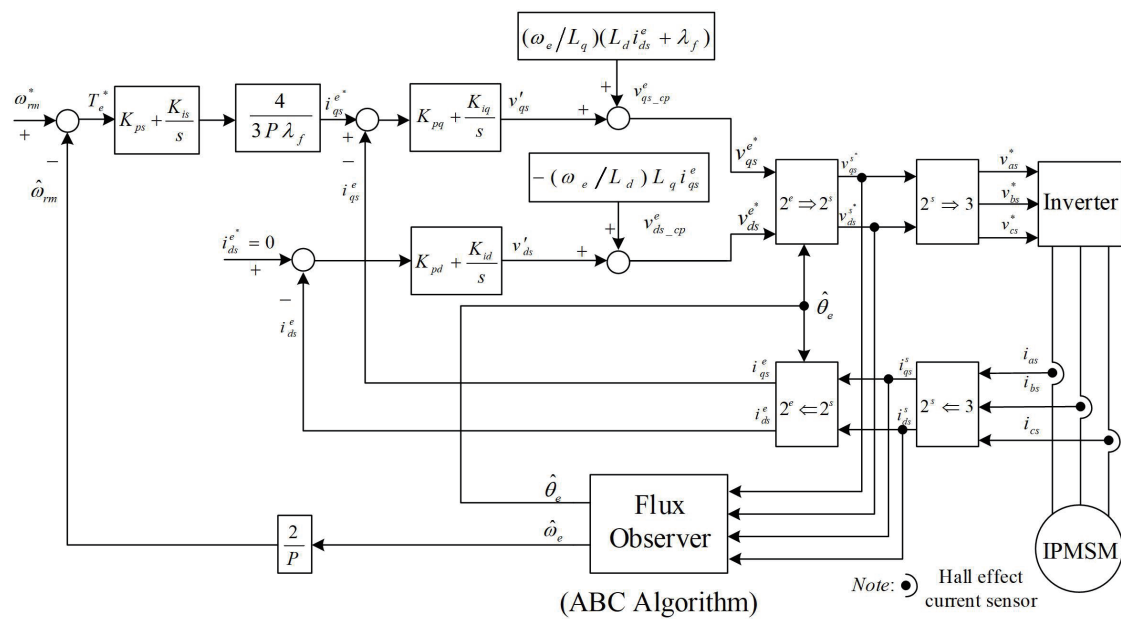 (ω_e/L_q)(L_d i_ds^e + λ_f)
+
v_qs_cp^e
ω_rm^*
+
−
ω̂_rm
T_e^*
K_ps + K_is/s
4/(3Pλ_f)
i_qs^e*
+
−
i_qs^e
K_pq + K_iq/s
v′_qs
+
v_qs^e*
−(ω_e/L_d)L_q i_qs^e
+
v_ds_cp^e
i_ds^e* = 0
+
−
i_ds^e
K_pd + K_id/s
v′_ds
+
v_ds^e*
2^e ⇒ 2^s
v_qs^s*
v_ds^s*
2^s ⇒ 3
v_as^*
v_bs^*
v_cs^*
Inverter
θ̂_e
i_qs^e
i_ds^e
2^e ⇐ 2^s
i_qs^s
i_ds^s
2^s ⇐ 3
i_as
i_bs
i_cs
θ̂_e
ω̂_e
Flux
Observer
2/P
(ABC Algorithm)
IPMSM
Note:
Hall effect
current sensor